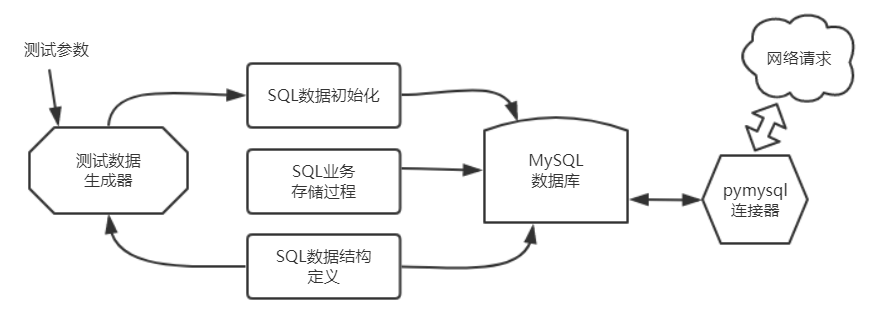 测试参数
测试数据
生成器
SQL数据初始化
SQL业务
存储过程
SQL数据结构
定义
MySQL
数据库
pymysql
连接器
网络请求